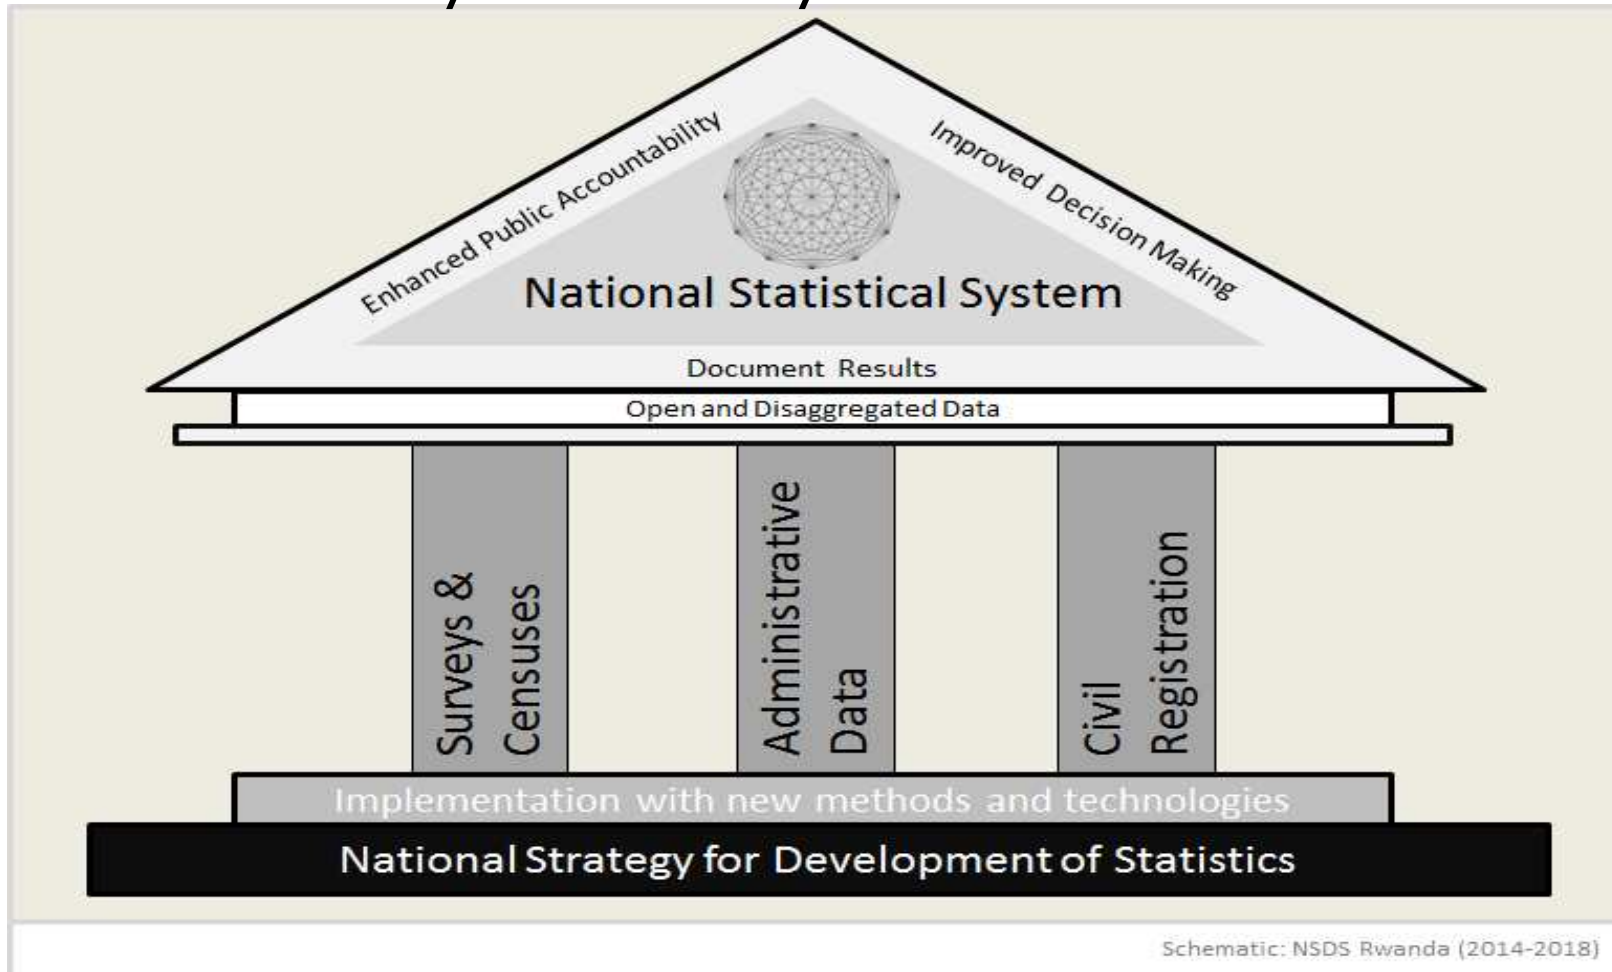 Enhanced Public Accountability
Improved Decision Making
National Statistical System
Document Results
Open and Disaggregated Data
Surveys &
Censuses
Administrative
Data
Civil
Registration
Implementation with new methods and technologies
National Strategy for Development of Statistics
Schematic: NSDS Rwanda (2014-2018)